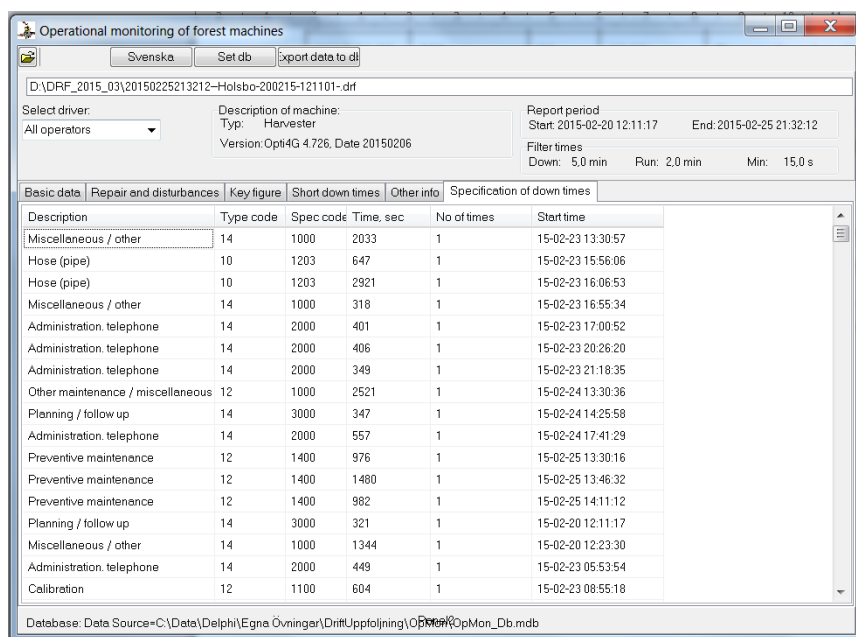 Operational monitoring of forest machines
Svenska Set db Export data to db
D:\DRF_2015_03\20150225213212--Holsbo-200215-121101-.drf
Select driver: Description of machine: Report period
All operators Typ: Harvester Start: 2015-02-20 12:11:17 End: 2015-02-25 21:32:12
Version: Opti4G 4.726, Date 20150206 Filter times
Down: 5,0 min Run: 2,0 min Min: 15,0 s
Basic data Repair and disturbances Key figure Short down times Other info Specification of down times
Description Type code Spec code Time, sec No of times Start time
Miscellaneous / other 14 1000 2033 1 15-02-23 13:30:57
Hose (pipe) 10 1203 647 1 15-02-23 15:56:06
Hose (pipe) 10 1203 2921 1 15-02-23 16:06:53
Miscellaneous / other 14 1000 318 1 15-02-23 16:55:34
Administration. telephone 14 2000 401 1 15-02-23 17:00:52
Administration. telephone 14 2000 406 1 15-02-23 20:26:20
Administration. telephone 14 2000 349 1 15-02-23 21:18:35
Other maintenance / miscellaneous 12 1000 2521 1 15-02-24 13:30:36
Planning / follow up 14 3000 347 1 15-02-24 14:25:58
Administration. telephone 14 2000 557 1 15-02-24 17:41:29
Preventive maintenance 12 1400 976 1 15-02-25 13:30:16
Preventive maintenance 12 1400 1480 1 15-02-25 13:46:32
Preventive maintenance 12 1400 982 1 15-02-25 14:11:12
Planning / follow up 14 3000 321 1 15-02-20 12:11:17
Miscellaneous / other 14 1000 1344 1 15-02-20 12:23:30
Administration. telephone 14 2000 449 1 15-02-23 05:53:54
Calibration 12 1100 604 1 15-02-23 08:55:18
Database: Data Source=C:\Data\Delphi\Egna Övningar\DriftUppfoljning\OpMon\OpMon_Db.mdb
Panel2